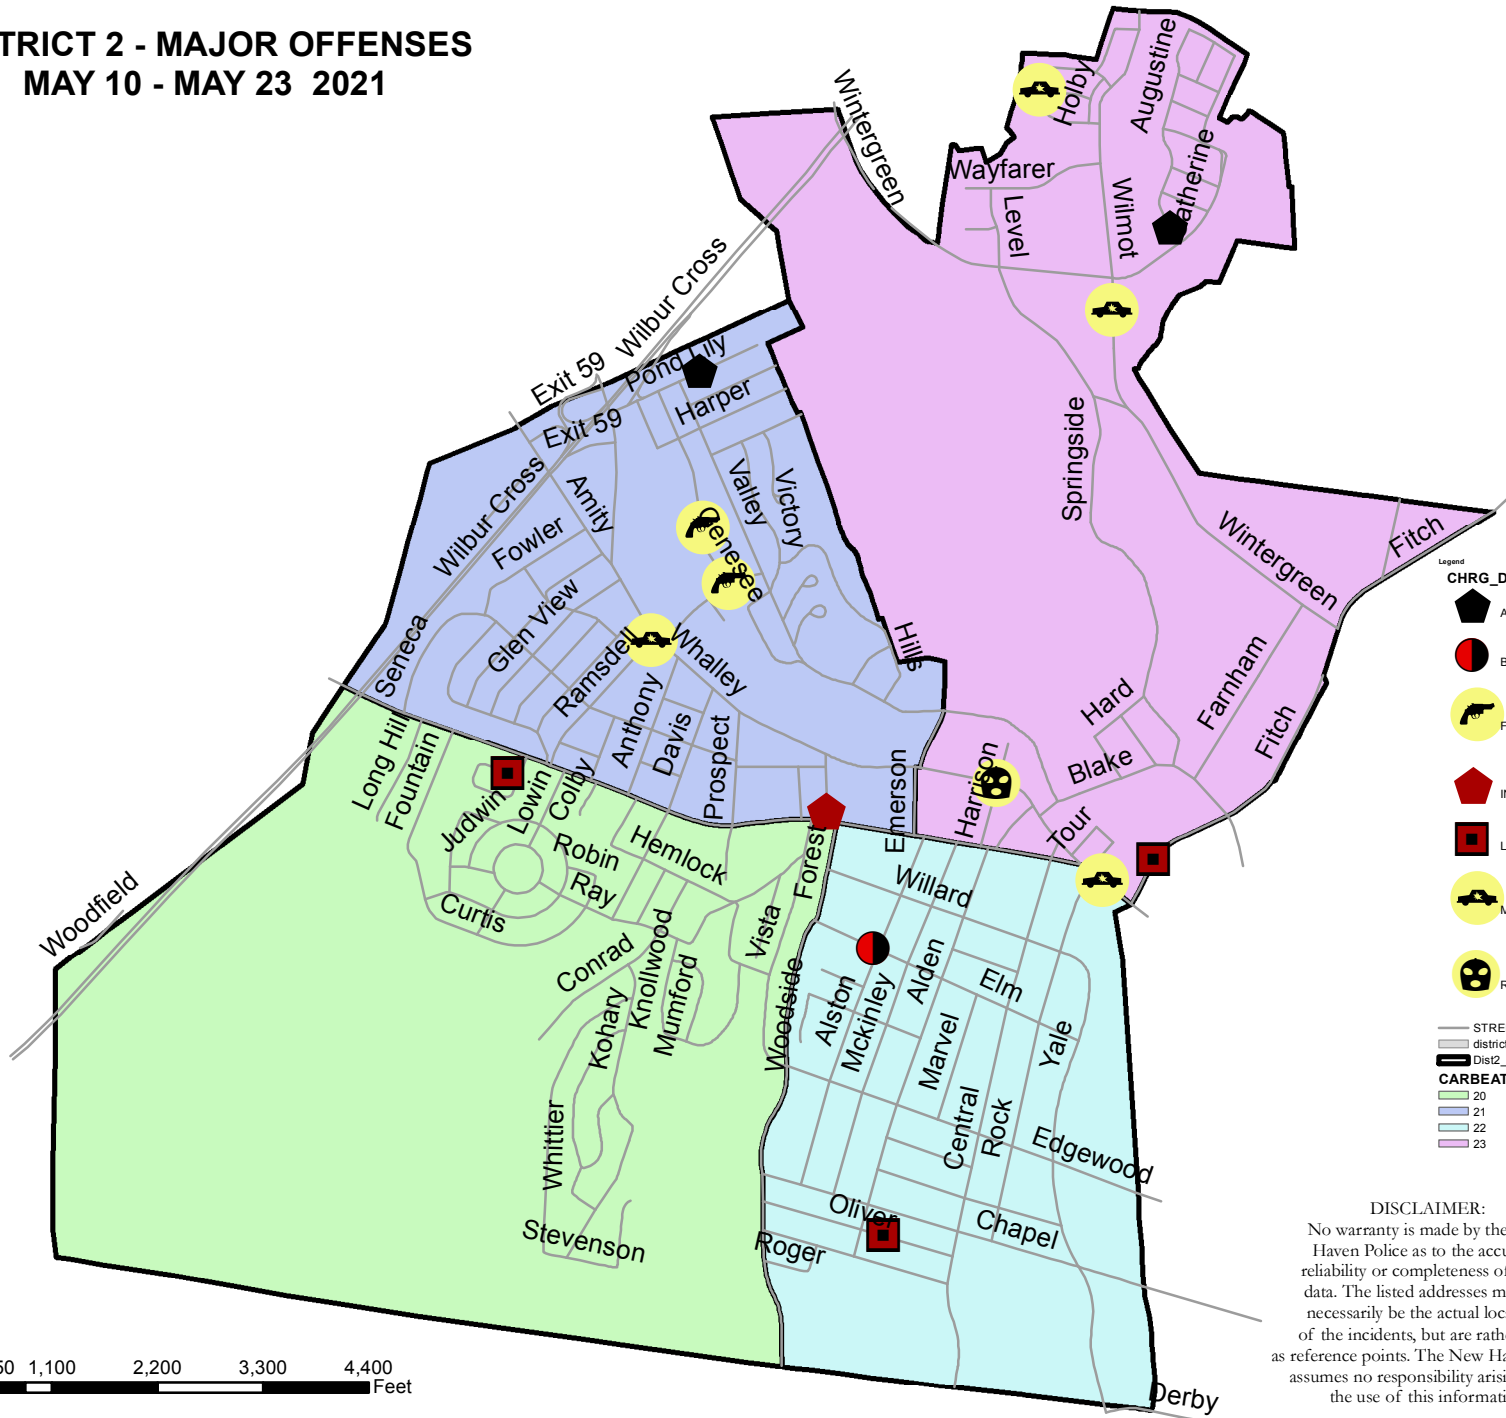 TRICT 2 - MAJOR OFFENSES
MAY 10 - MAY 23 2021
Wintergreen
Holby
Augustine
Wayfarer
Level
Wilmot
atherine
Wilbur Cross
Exit 59
Pond Lily
Exit 59
Harper
Wilbur Cross
Amity
Fowler
Valley
Victory
Genesee
Springside
Wintergreen
Fitch
Glen View
Seneca
Ramsdell
Whalley
Hills
Anthony
Davis
Prospect
Hard
Farnham
Blake
Fitch
Long Hill
Fountain
Judwin
Lowin
Colby
Emerson
Harrison
Tour
Robin
Hemlock
Ray
Forest
Willard
Curtis
Woodfield
Conrad
Knollwood
Mumford
Vista
Kohary
Woodside
Alston
Mckinley
Alden
Elm
Marvel
Yale
Central
Rock
Edgewood
Whittier
Stevenson
Oliver
Roger
Chapel
Derby
Legend
CHRG_D
A
B
F
IN
L
M
R
STRE
district
Dist2_
CARBEAT
20
21
22
23
DISCLAIMER:
No warranty is made by the
Haven Police as to the accu
reliability or completeness of
data. The listed addresses m
necessarily be the actual loc
of the incidents, but are rath
as reference points. The New Ha
assumes no responsibility arisi
the use of this informati
50 1,100 2,200 3,300 4,400
Feet